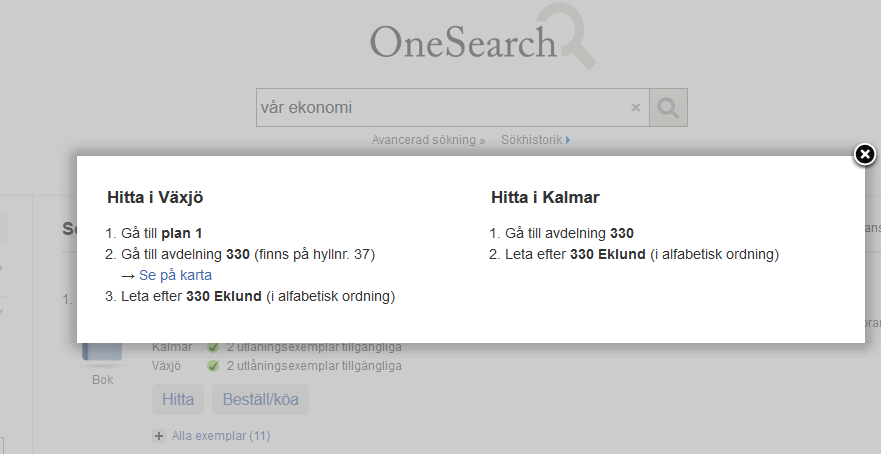 OneSearch
vår ekonomi ×
Avancerad sökning »
Sökhistorik
Hitta i Växjö
1. Gå till plan 1
2. Gå till avdelning 330 (finns på hyllnr. 37)
→ Se på karta
3. Leta efter 330 Eklund (i alfabetisk ordning)
Hitta i Kalmar
1. Gå till avdelning 330
2. Leta efter 330 Eklund (i alfabetisk ordning)
1.
Kalmar 2 utlåningsexemplar tillgängliga
Växjö 2 utlåningsexemplar tillgängliga
Bok
Hitta
Beställ/köa
Alla exemplar (11)